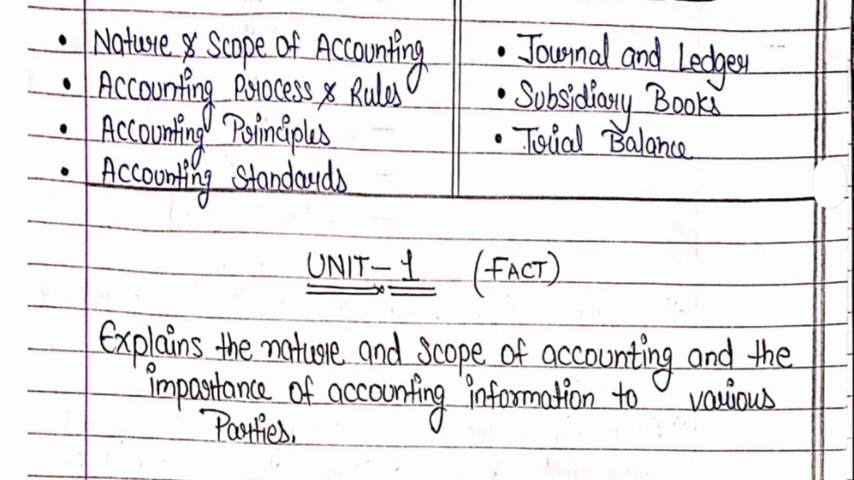 • Nature & Scope of Accounting
• Accounting Process & Rules
• Accounting Principles
• Accounting Standards
• Journal and Ledger
• Subsidiary Books
• Trial Balance
UNIT-1 (FACT)
Explains the nature and scope of accounting and the
importance of accounting information to various
Parties.